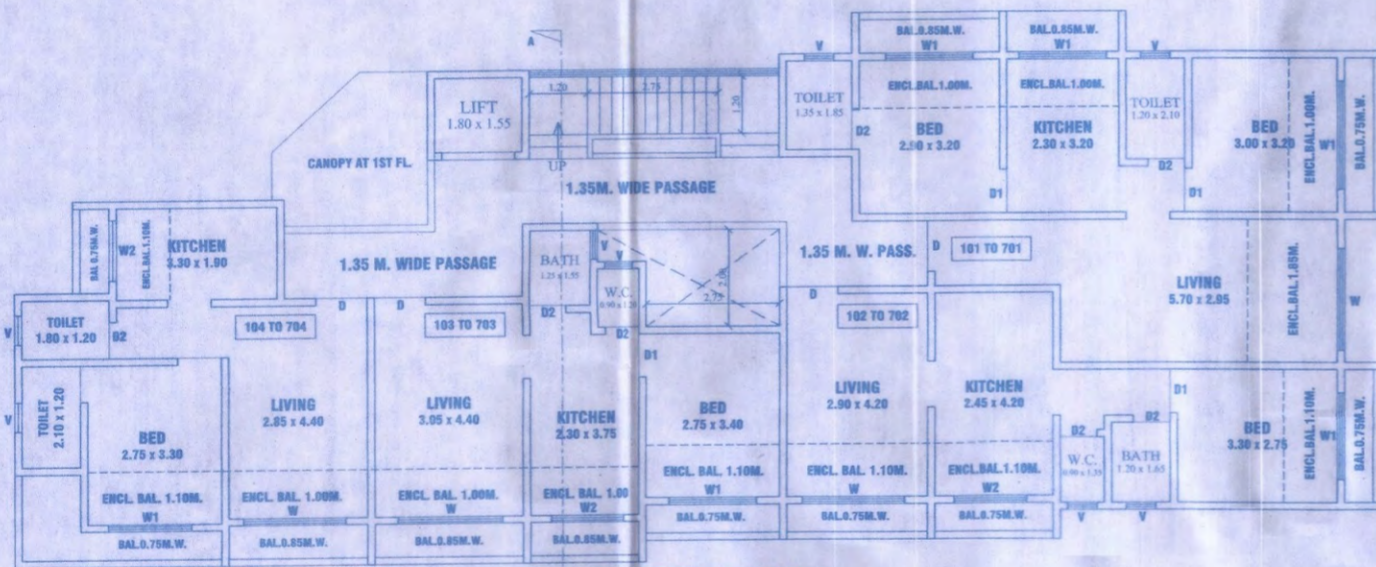 BAL.0.85M.W.
W1
BAL.0.85M.W.
W1
V
V
A
ENCL.BAL.1.00M.
ENCL.BAL.1.00M.
LIFT
1.80 x 1.55
1.20
2.75
1.20
UP
TOILET
1.35 x 1.85
D2
BED
2.90 x 3.20
KITCHEN
2.30 x 3.20
TOILET
1.20 x 2.10
D2
D1
D1
BED
3.00 x 3.20
ENCL.BAL.1.00M.
W1
BAL.0.75M.W.
CANOPY AT 1ST FL.
1.35M. WIDE PASSAGE
BAL 0.75M.W.
W2
ENCL.BAL.1.10M.
KITCHEN
3.30 x 1.90
1.35 M. WIDE PASSAGE
BATH
1.25 x 1.55
V
V
W.C.
D2
D2
2.75
1.35 M. W. PASS.
D
101 TO 701
LIVING
5.70 x 2.95
ENCL.BAL.1.85M.
W
V
TOILET
1.80 x 1.20
D2
104 TO 704
D
D
103 TO 703
D
102 TO 702
D1
V
TOILET
2.10 x 1.20
BED
2.75 x 3.30
LIVING
2.85 x 4.40
LIVING
3.05 x 4.40
KITCHEN
2.30 x 3.75
BED
2.75 x 3.40
LIVING
2.90 x 4.20
KITCHEN
2.45 x 4.20
D2
W.C.
D2
BATH
1.20 x 1.65
D1
BED
3.30 x 2.75
ENCL.BAL.1.10M.
W1
BAL.0.75M.W.
ENCL. BAL. 1.10M.
W1
ENCL. BAL. 1.00M.
W
ENCL. BAL. 1.00M.
W
ENCL. BAL. 1.00
W2
ENCL. BAL. 1.10M.
W1
ENCL. BAL. 1.10M.
W
ENCL.BAL.1.10M.
W2
V
V
BAL.0.75M.W.
BAL.0.85M.W.
BAL.0.85M.W.
BAL.0.85M.W.
BAL.0.75M.W.
BAL.0.75M.W.
BAL.0.75M.W.